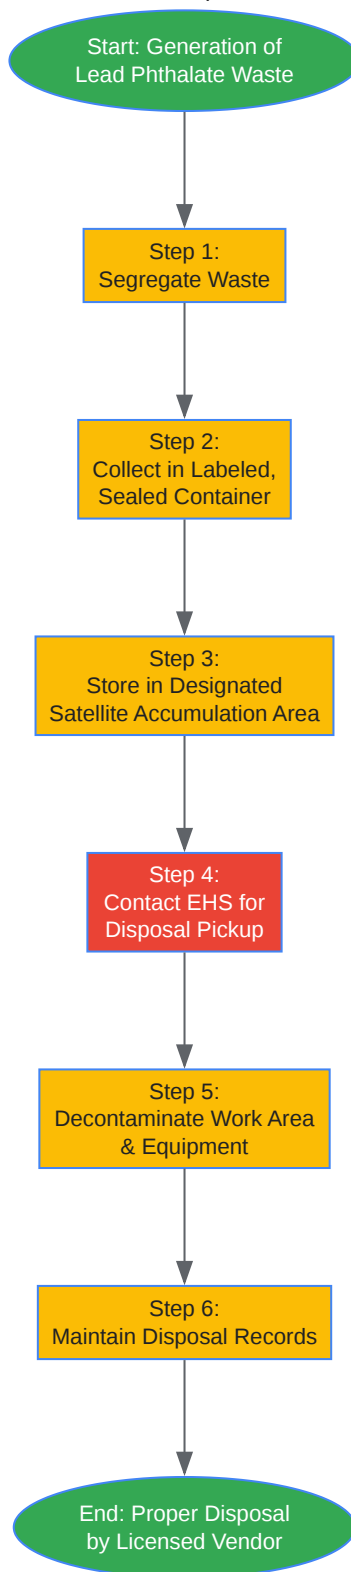 Start: Generation of
Lead Phthalate Waste
Step 1:
Segregate Waste
Step 2:
Collect in Labeled,
Sealed Container
Step 3:
Store in Designated
Satellite Accumulation Area
Step 4:
Contact EHS for
Disposal Pickup
Step 5:
Decontaminate Work Area
& Equipment
Step 6:
Maintain Disposal Records
End: Proper Disposal
by Licensed Vendor